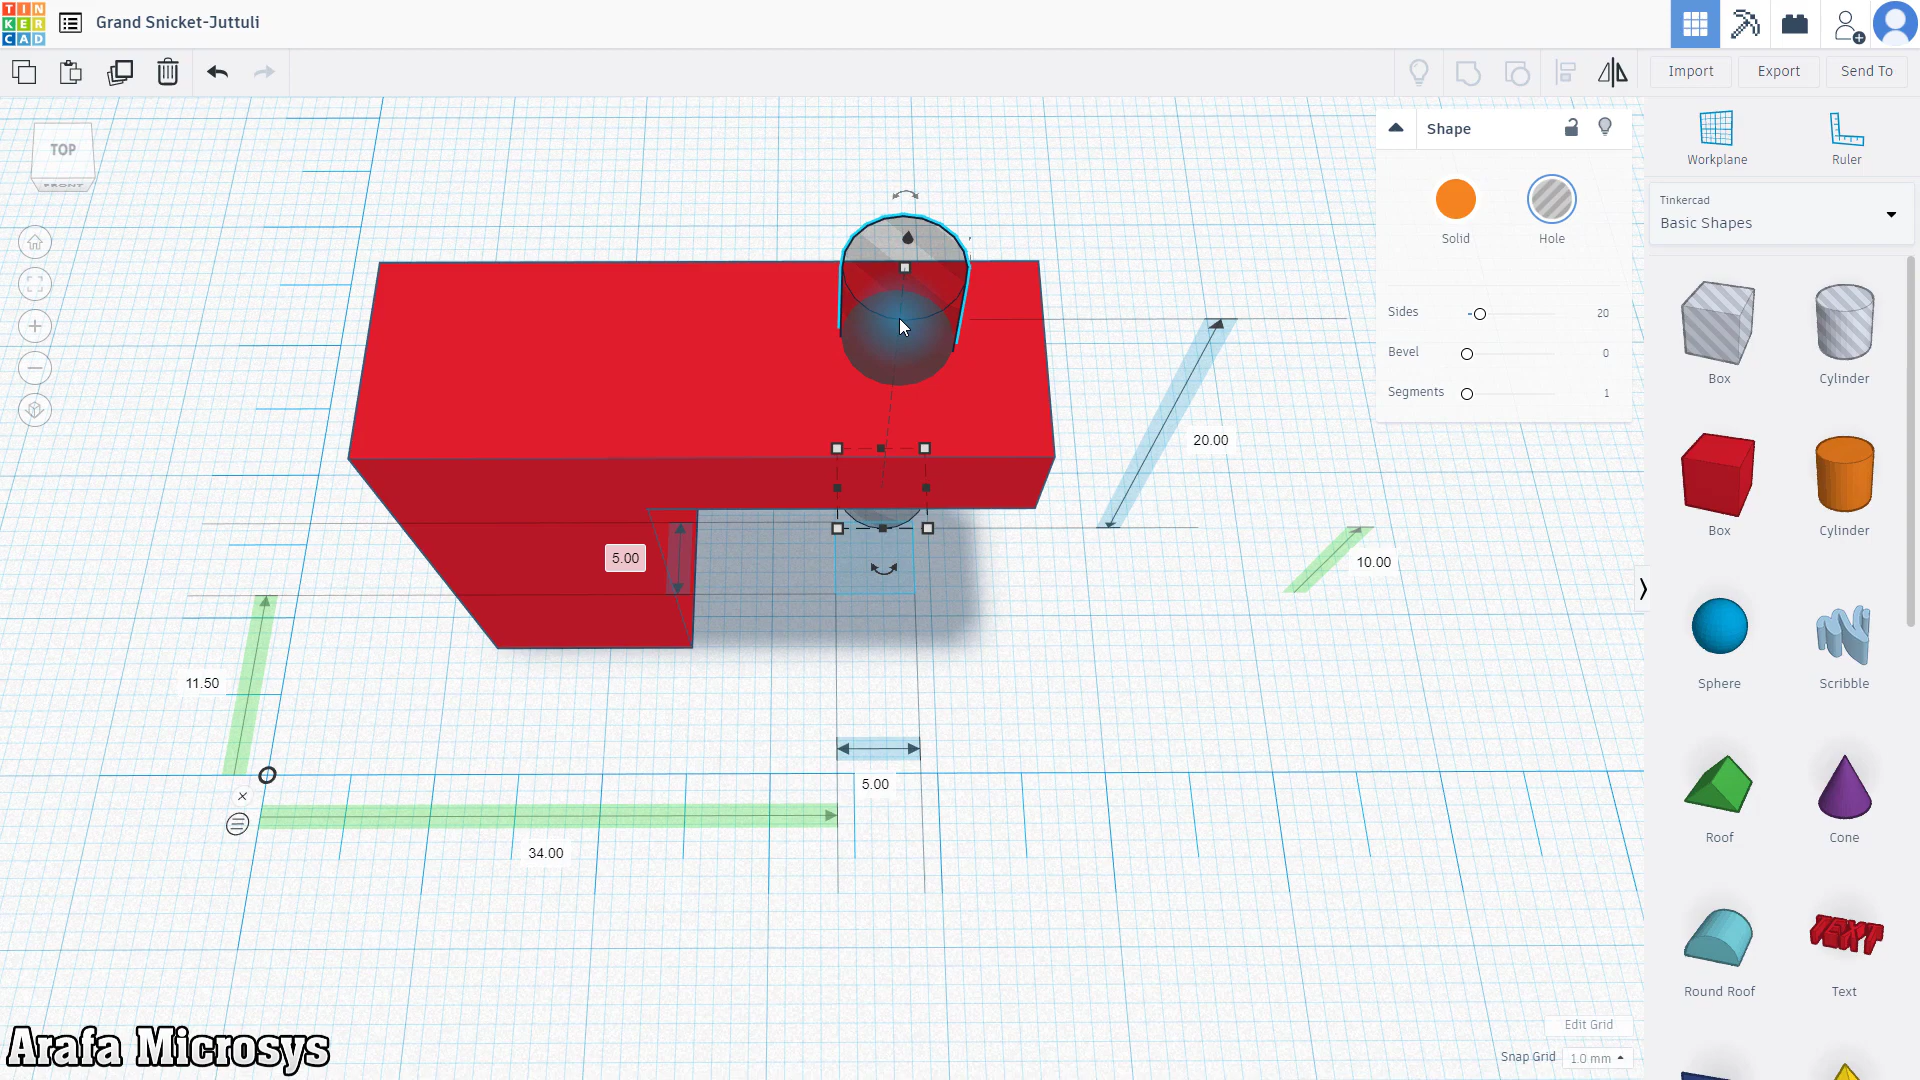 TIN
KER
CAD
Grand Snicket-Juttuli
Import
Export
Send To
TOP
FRONT
Shape
Solid
Hole
Sides
20
Bevel
0
Segments
1
Workplane
Ruler
Tinkercad
Basic Shapes
Box
Cylinder
Box
Cylinder
Sphere
Scribble
Roof
Cone
Round Roof
TEXT
Text
20.00
10.00
5.00
11.50
5.00
34.00
Edit Grid
Snap Grid
1.0 mm
Arafa Microsys